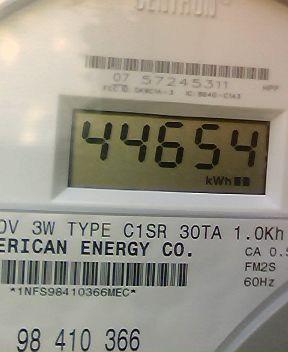 CENTRON
07 57245311
44654
kWh
0V 3W TYPE C1SR 30TA 1.0Kh
ERICAN ENERGY CO.
CA 0.5
FM2S
60Hz
*1NFS98410366MEC*
98 410 366